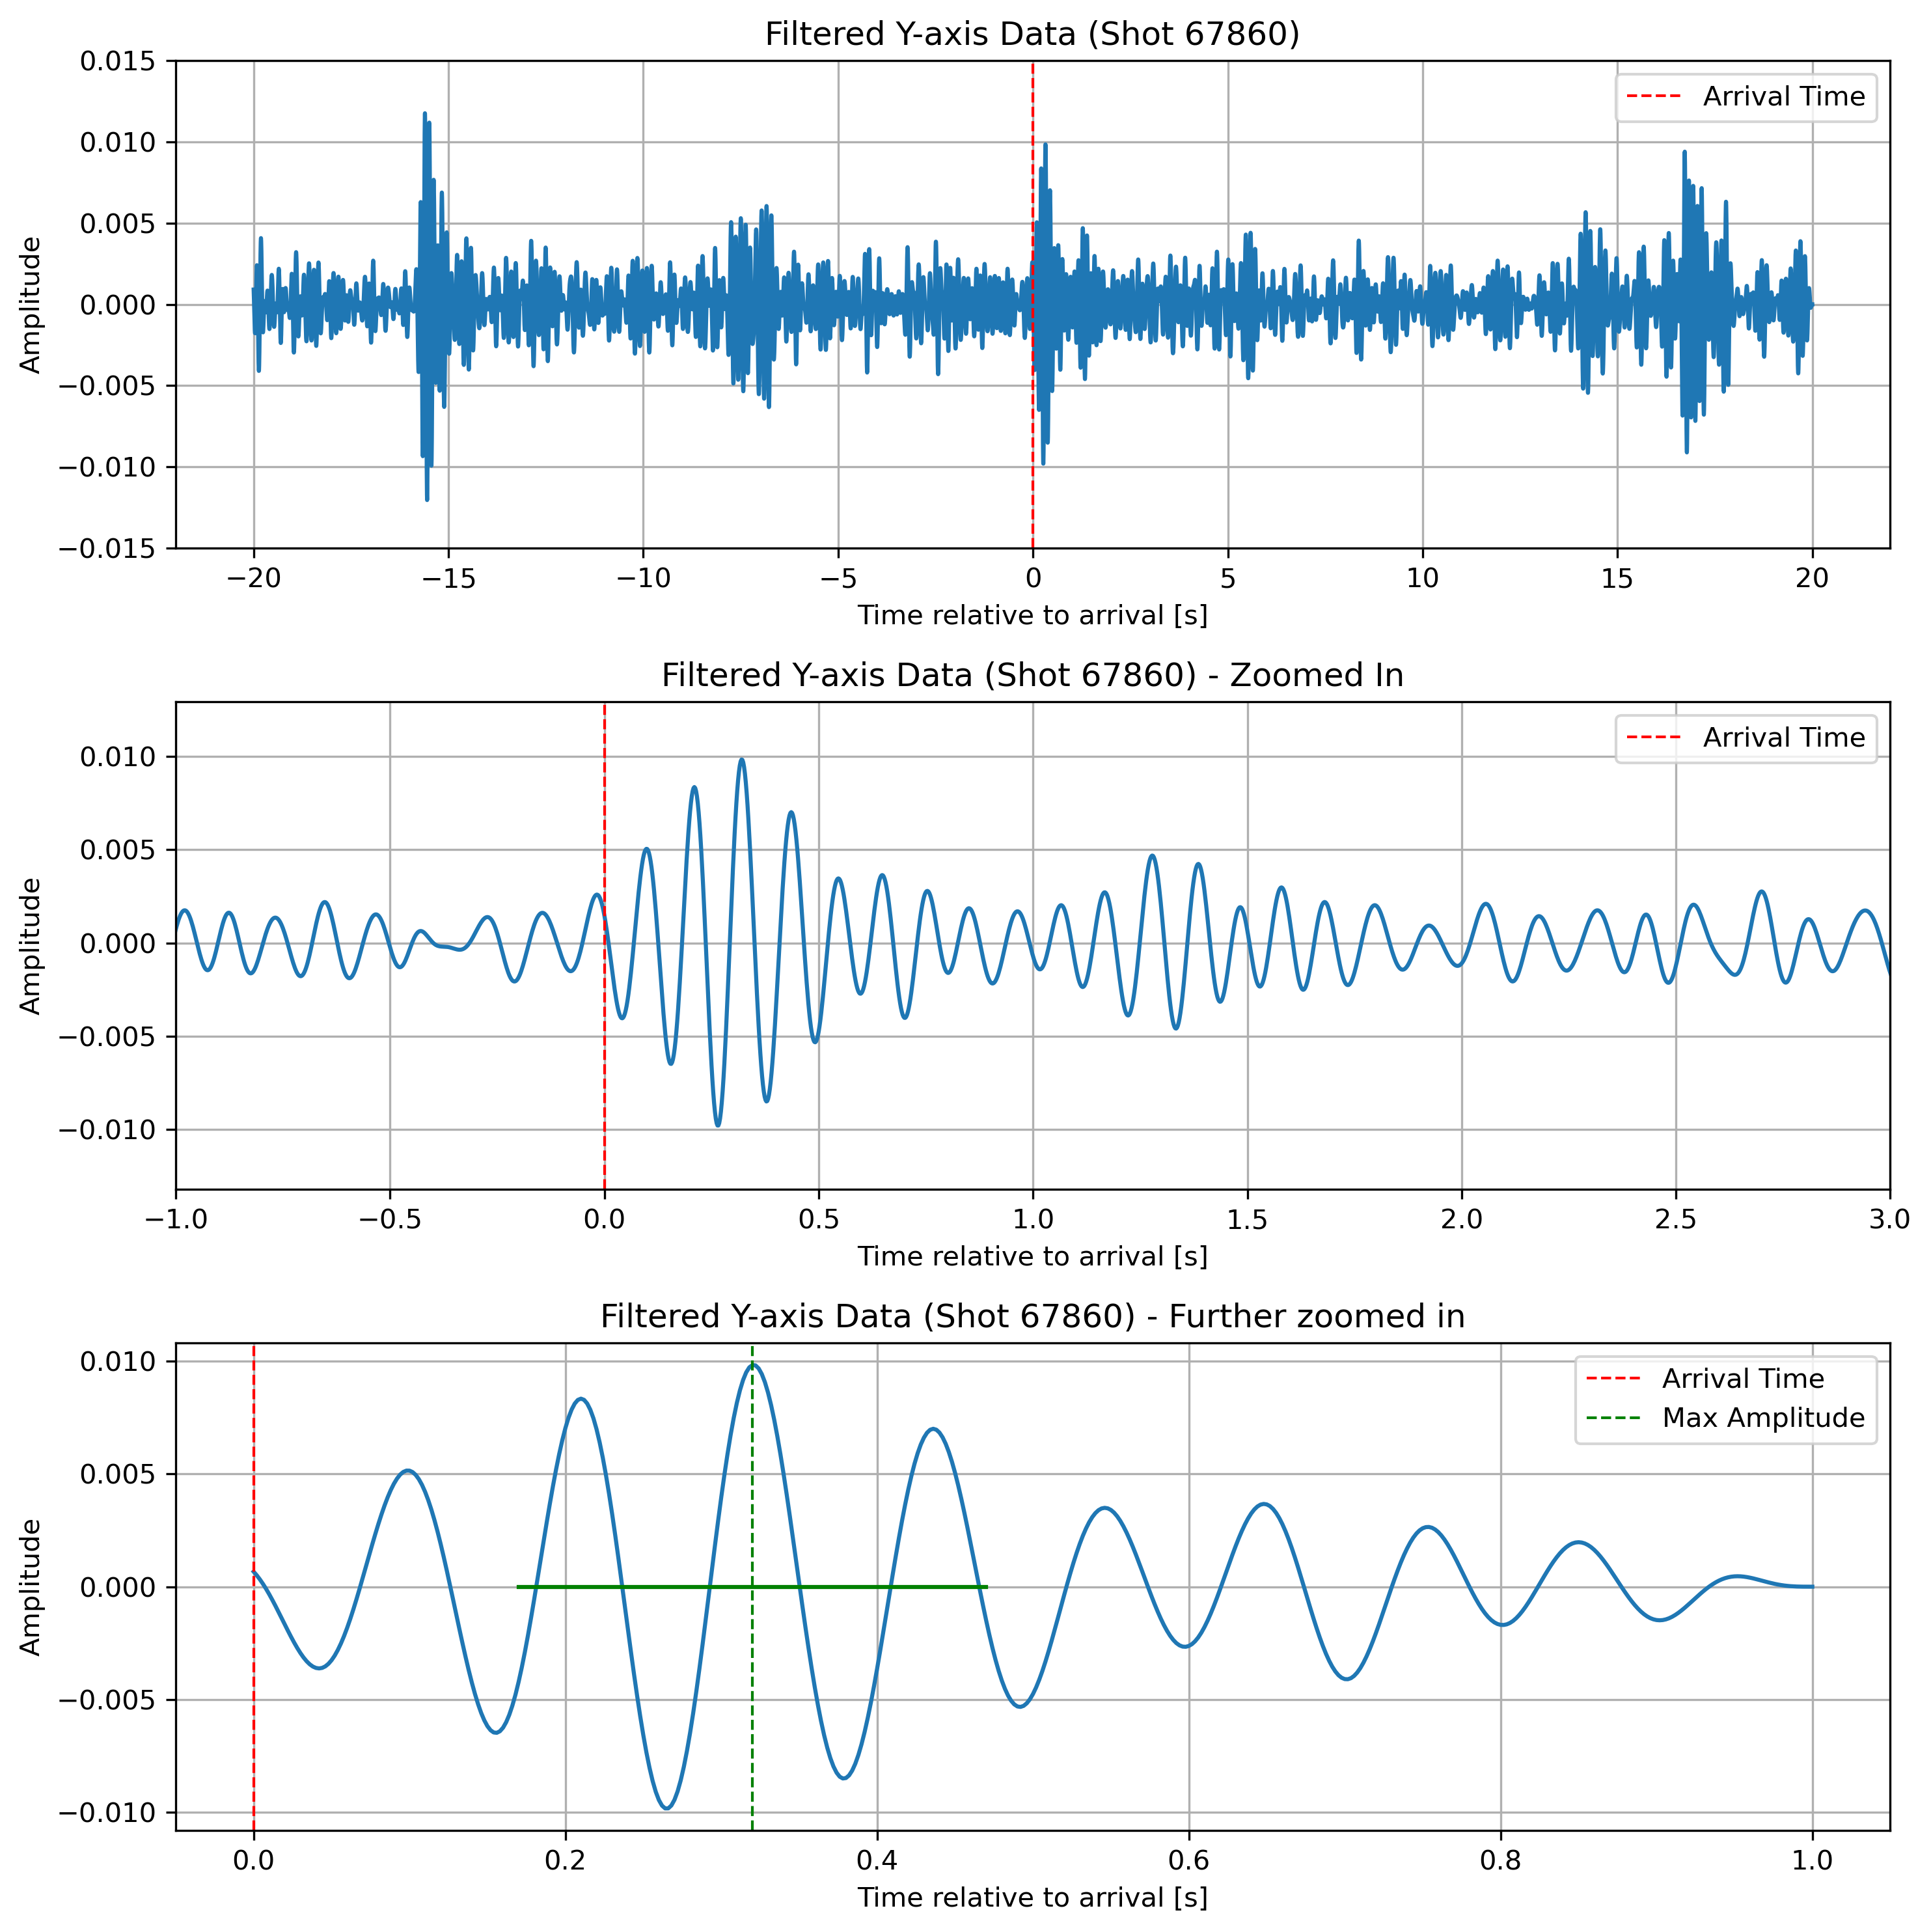 Filtered Y-axis Data (Shot 67860)
0.015
0.010
0.005
0.000
−0.005
−0.010
−0.015
Amplitude
Arrival Time
−20 −15 −10 −5 0 5 10 15 20
Time relative to arrival [s]
Filtered Y-axis Data (Shot 67860) - Zoomed In
0.010
0.005
0.000
−0.005
−0.010
Amplitude
Arrival Time
−1.0 −0.5 0.0 0.5 1.0 1.5 2.0 2.5 3.0
Time relative to arrival [s]
Filtered Y-axis Data (Shot 67860) - Further zoomed in
0.010
0.005
0.000
−0.005
−0.010
Amplitude
Arrival Time
Max Amplitude
0.0 0.2 0.4 0.6 0.8 1.0
Time relative to arrival [s]